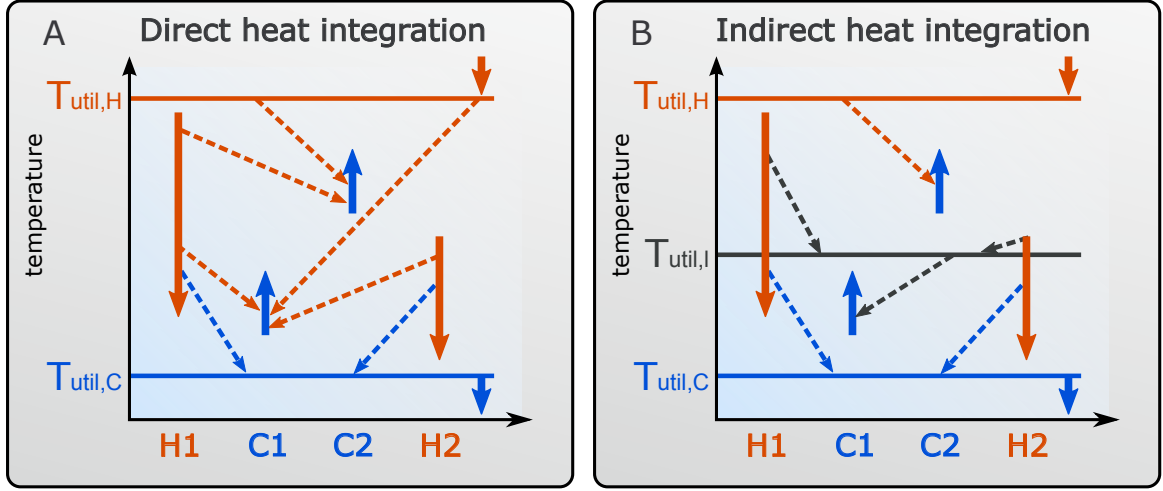 A Direct heat integration
Tutil,H
temperature
Tutil,C
H1 C1 C2 H2
B Indirect heat integration
Tutil,H
temperature
Tutil,I
Tutil,C
H1 C1 C2 H2